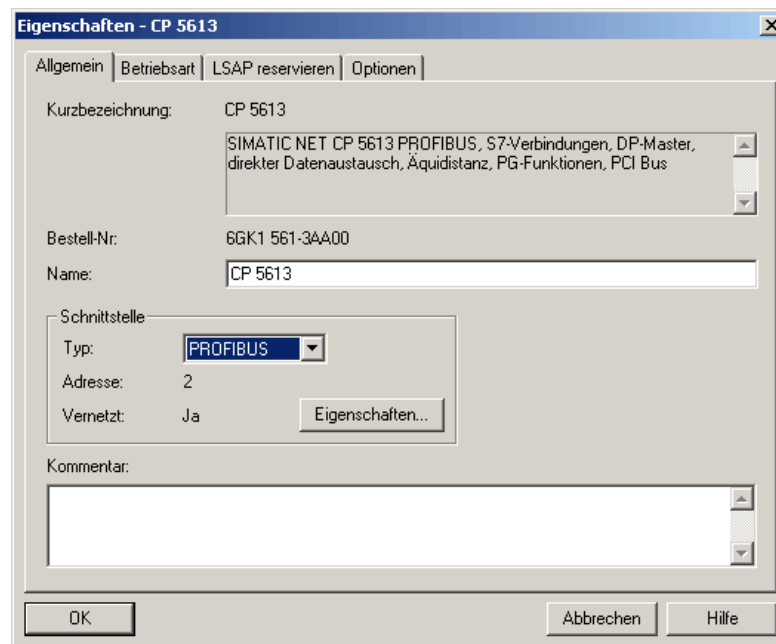 Eigenschaften - CP 5613
Allgemein Betriebsart LSAP reservieren Optionen
Kurzbezeichnung: CP 5613
SIMATIC NET CP 5613 PROFIBUS, S7-Verbindungen, DP-Master,
direkter Datenaustausch, Äquidistanz, PG-Funktionen, PCI Bus
Bestell-Nr: 6GK1 561-3AA00
Name: CP 5613
Schnittstelle
Typ: PROFIBUS
Adresse: 2
Vernetzt: Ja Eigenschaften...
Kommentar:
OK Abbrechen Hilfe